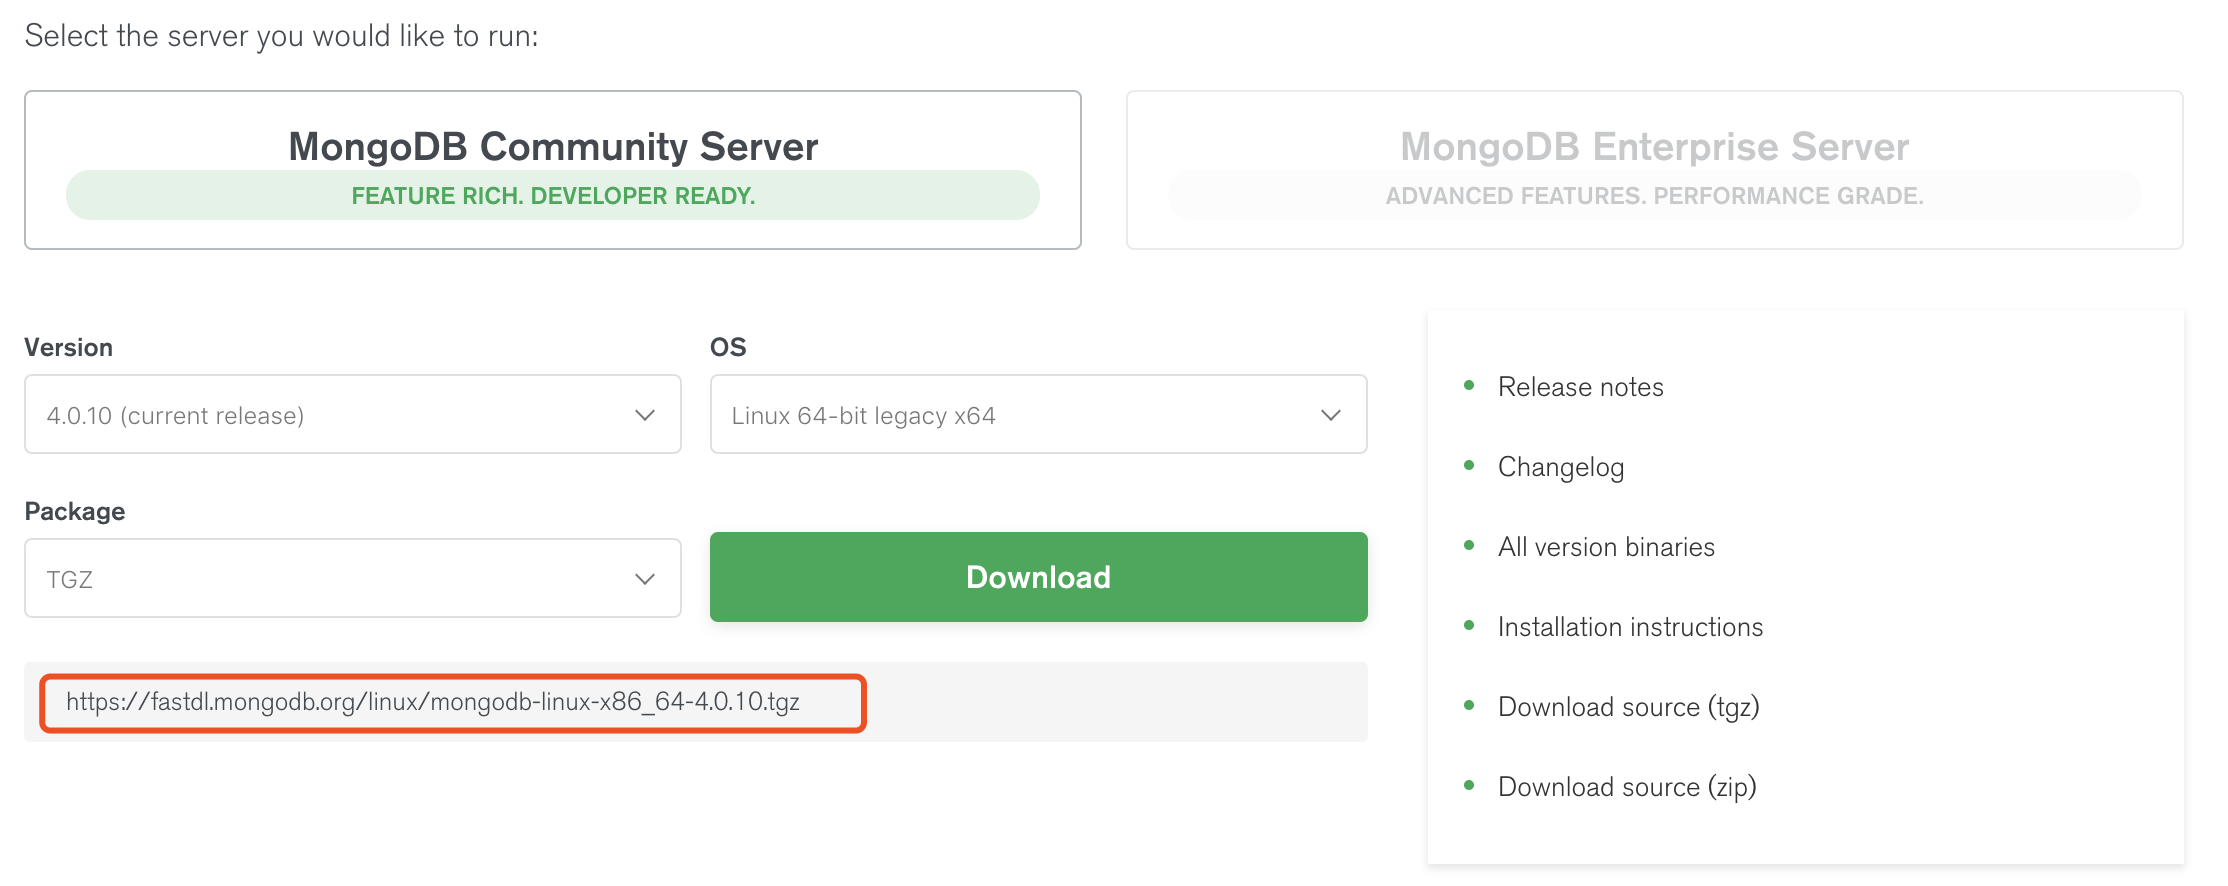 Select the server you would like to run:
MongoDB Community Server
FEATURE RICH. DEVELOPER READY.
MongoDB Enterprise Server
ADVANCED FEATURES. PERFORMANCE GRADE.
Version
4.0.10 (current release)
OS
Linux 64-bit legacy x64
Package
TGZ
Download
https://fastdl.mongodb.org/linux/mongodb-linux-x86_64-4.0.10.tgz
Release notes
Changelog
All version binaries
Installation instructions
Download source (tgz)
Download source (zip)